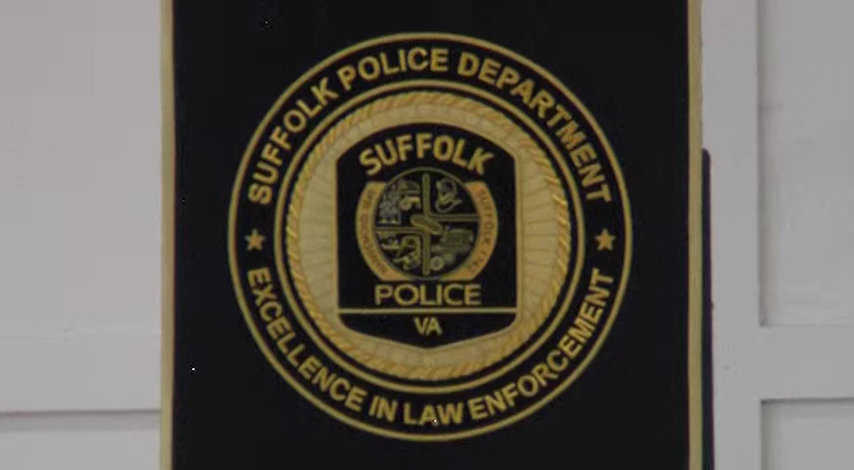 SUFFOLK POLICE DEPARTMENT
SUFFOLK
POLICE
VA
EXCELLENCE IN LAW ENFORCEMENT